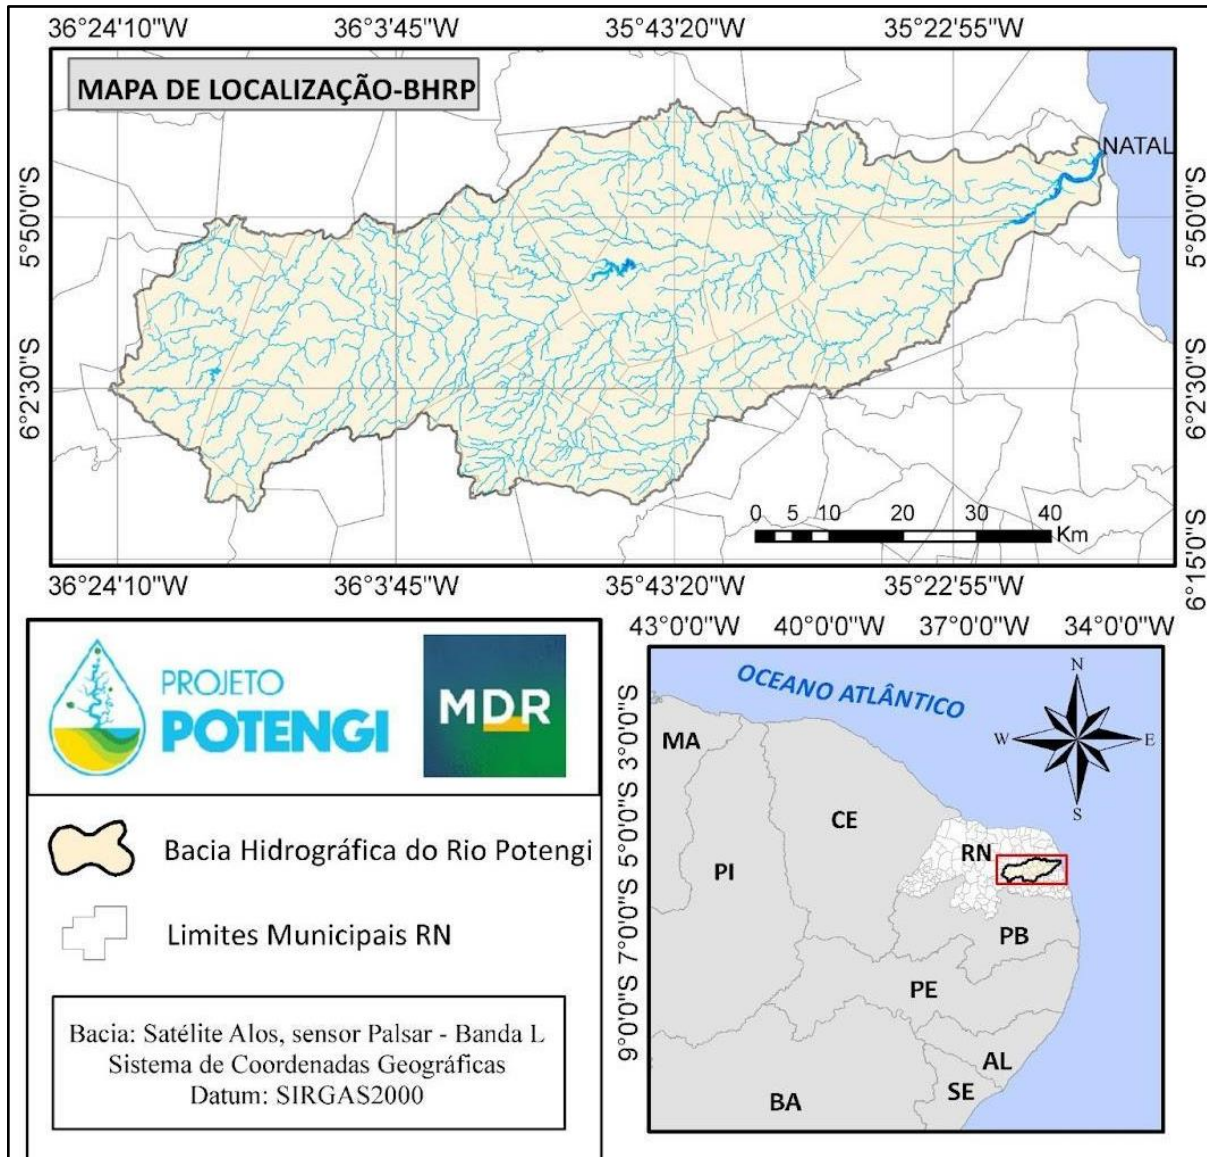 36°24'10"W 36°3'45"W 35°43'20"W 35°22'55"W
MAPA DE LOCALIZAÇÃO-BHRP
NATAL
5°50'0"S
5°50'0"S
6°2'30"S
6°2'30"S
6°15'0"S
0 5 10 20 30 40
Km
36°24'10"W 36°3'45"W 35°43'20"W 35°22'55"W
PROJETO
POTENGI
MDR
Bacia Hidrográfica do Rio Potengi
Limites Municipais RN
Bacia: Satélite Alos, sensor Palsar - Banda L
Sistema de Coordenadas Geográficas
Datum: SIRGAS2000
43°0'0"W 40°0'0"W 37°0'0"W 34°0'0"W
OCEANO ATLÂNTICO
N
W
E
S
3°0'0"S
5°0'0"S
7°0'0"S
9°0'0"S
MA
CE
RN
PI
PB
PE
AL
SE
BA